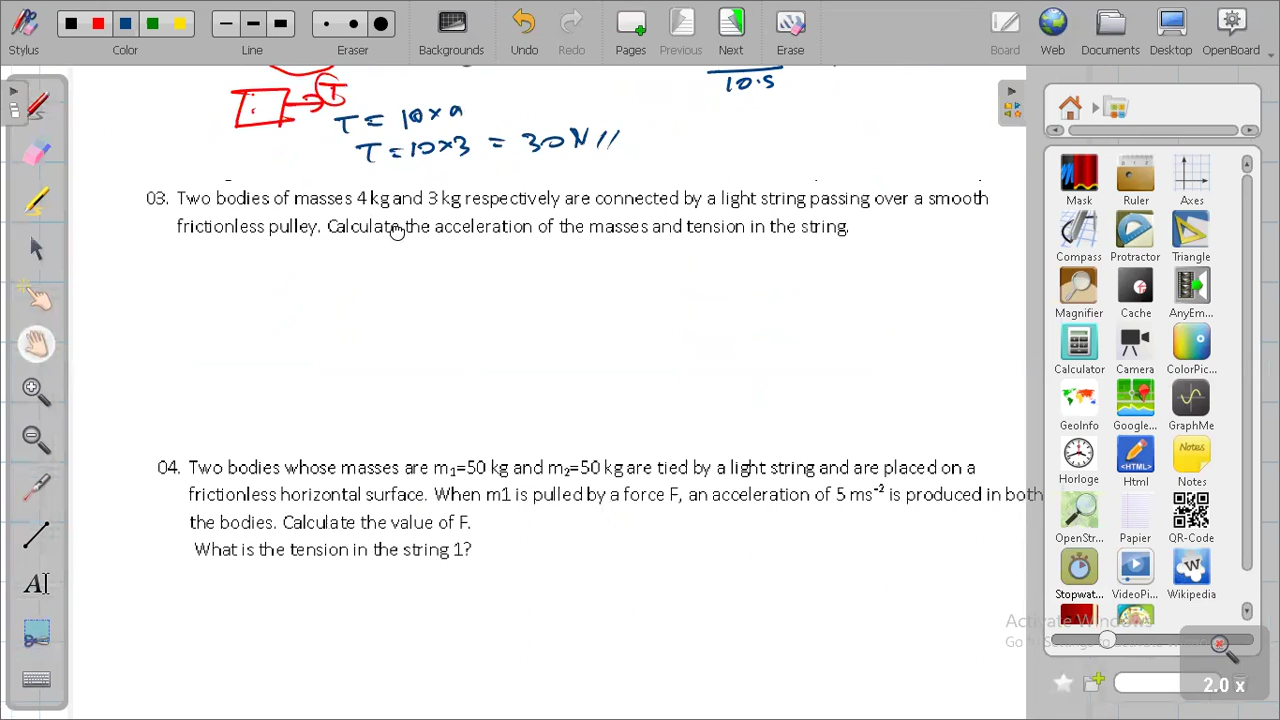 Stylus
Color
Line
Eraser
Backgrounds
Undo
Redo
Pages
Previous
Next
Erase
Board
Web
Documents
Desktop
OpenBoard
T
10.5
T = 10×a
T = 10×3 = 30N //
03. Two bodies of masses 4 kg and 3 kg respectively are connected by a light string passing over a smooth
frictionless pulley. Calculate the acceleration of the masses and tension in the string.
04. Two bodies whose masses are m₁=50 kg and m₂=50 kg are tied by a light string and are placed on a
frictionless horizontal surface. When m1 is pulled by a force F, an acceleration of 5 ms⁻² is produced in both
the bodies. Calculate the value of F.
What is the tension in the string 1?
Mask
Ruler
Axes
Compass
Protractor
Triangle
Magnifier
Cache
AnyEm...
Calculator
Camera
ColorPic...
GeoInfo
Google...
GraphMe
Horloge
Html
Notes
Notes
OpenStr...
Papier
QR-Code
Stopwat...
VideoPi...
Wikipedia
Activate Windows
2.0 x